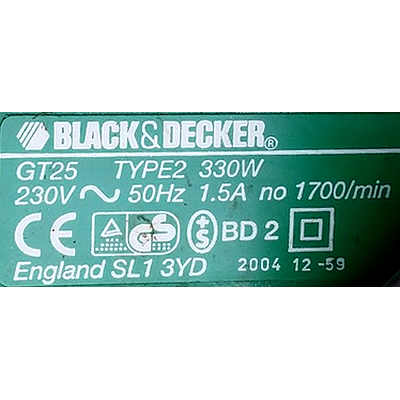 BLACK&DECKER®
GT25 TYPE2 330W
230V ~ 50Hz 1.5A no 1700/min
CE GS S BD 2
England SL1 3YD 2004 12 -59